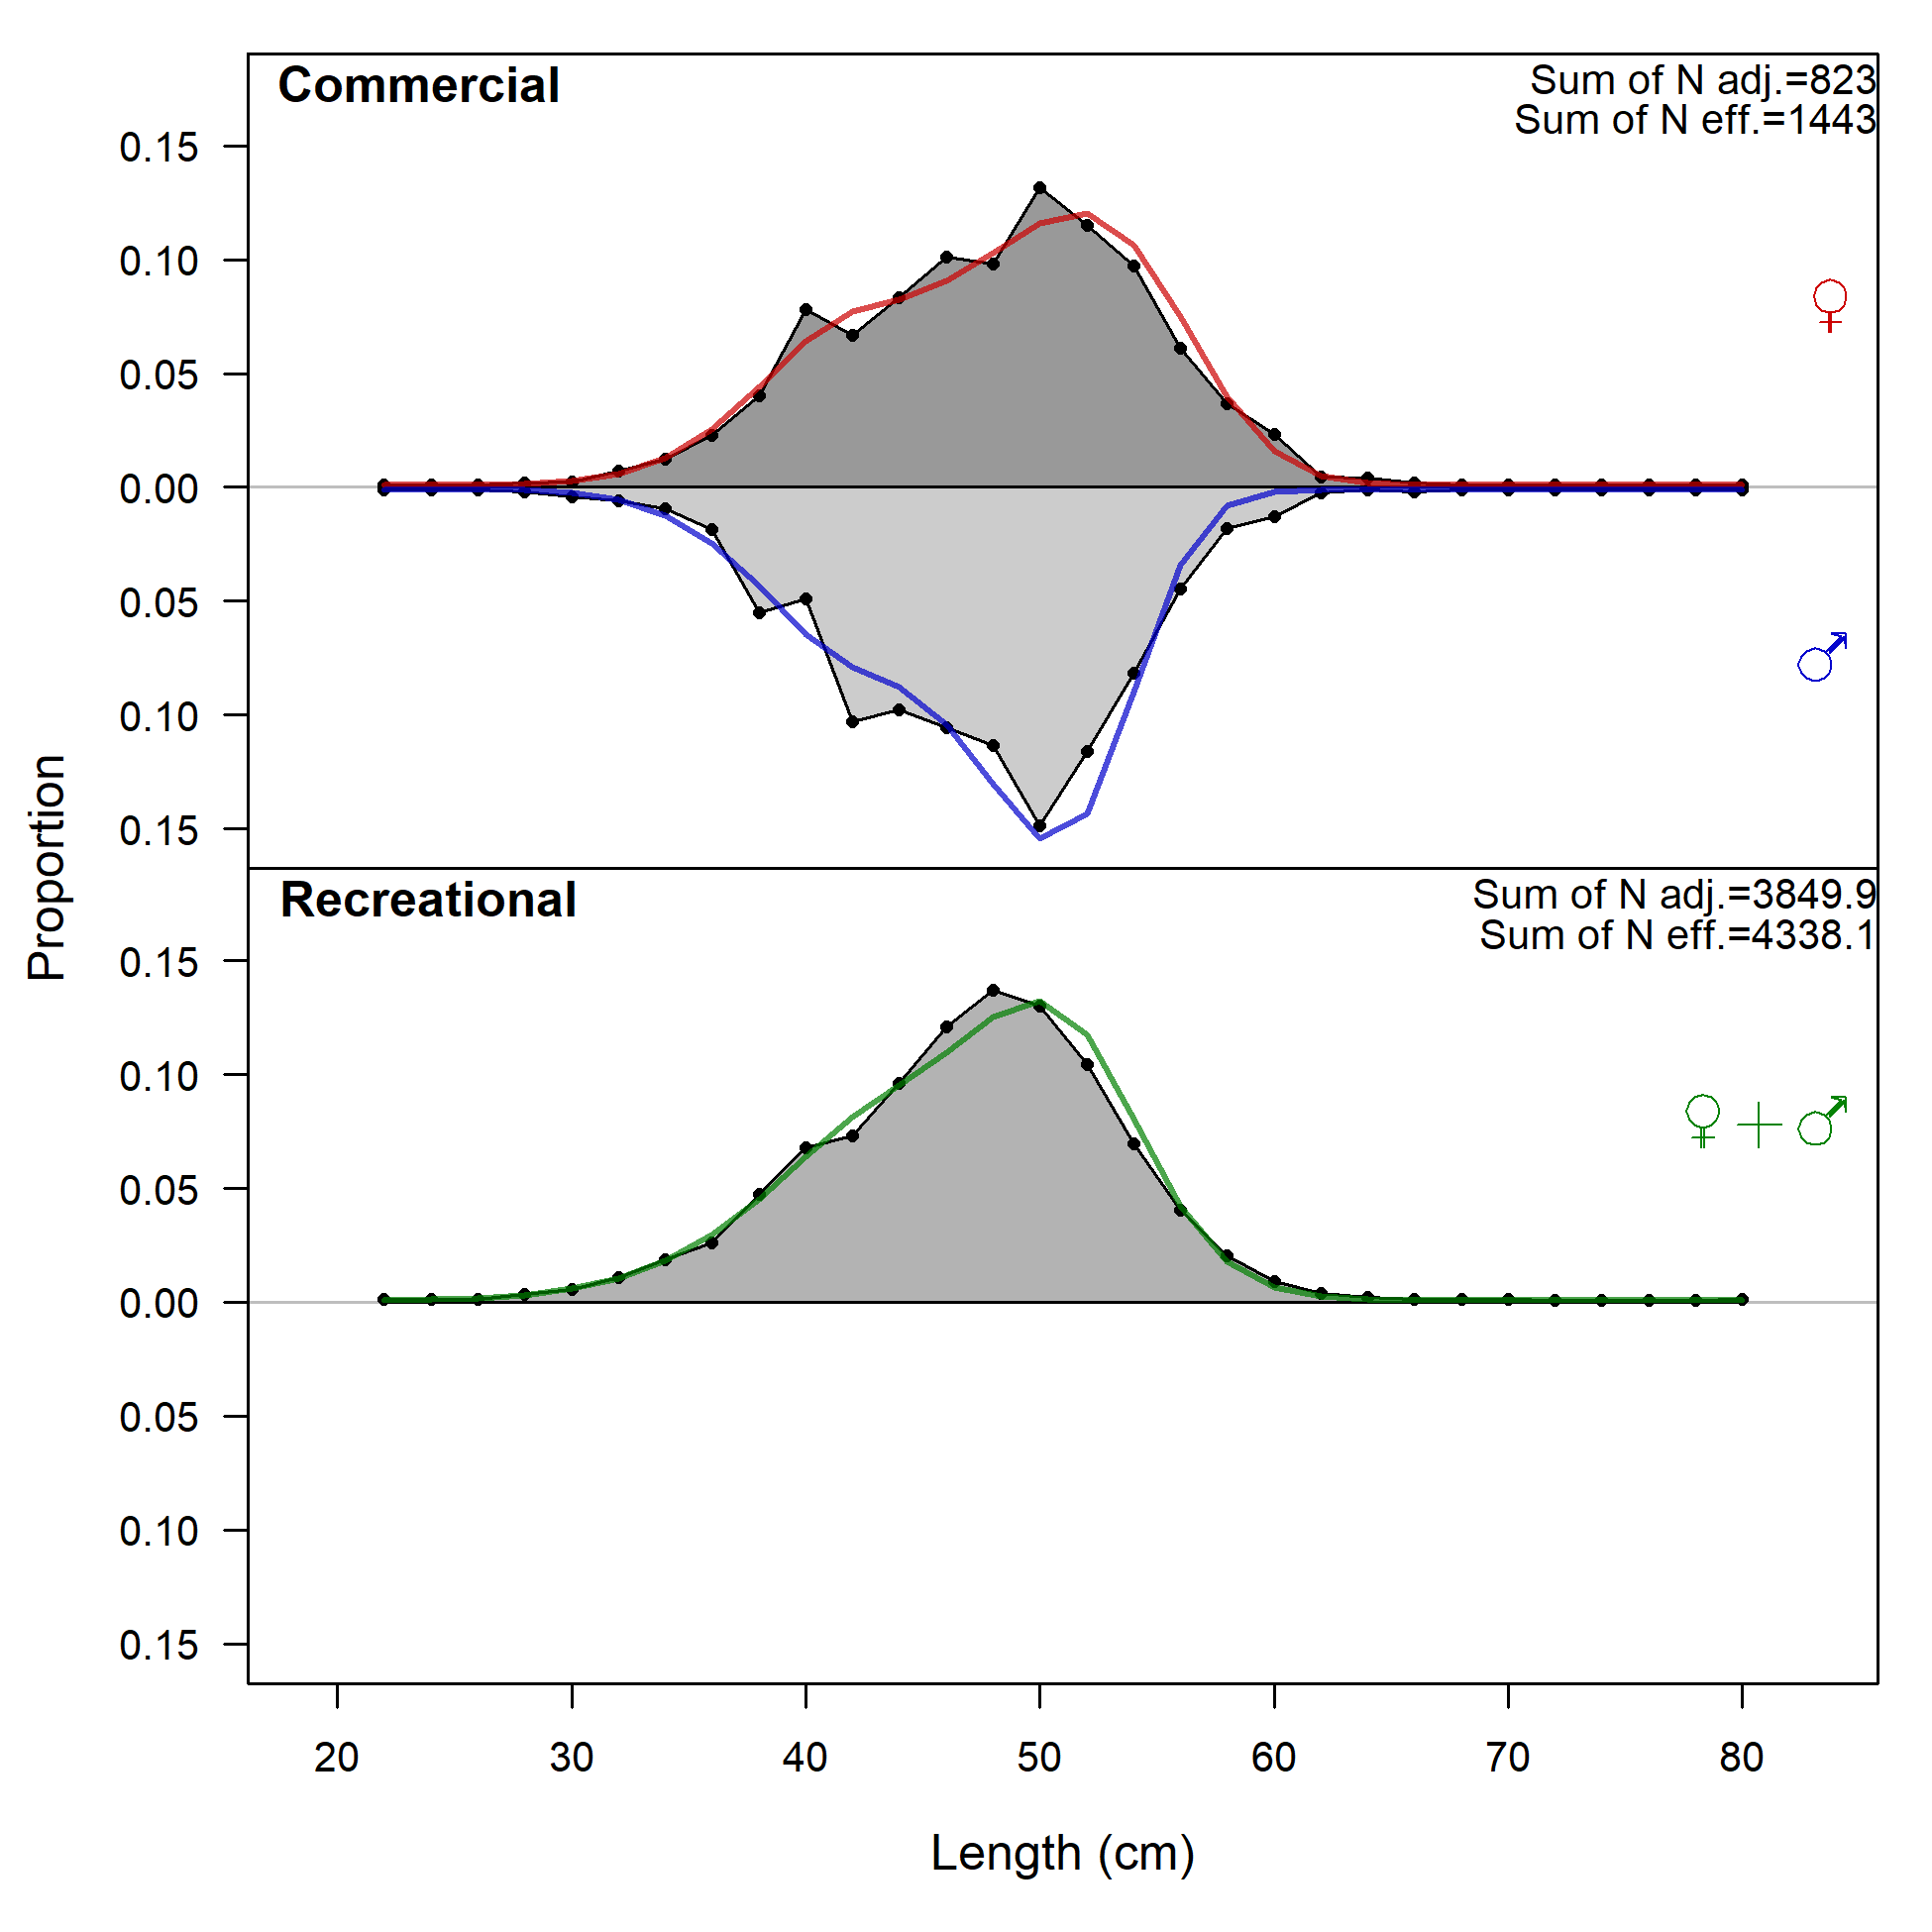 Commercial
Sum of N adj.=823
Sum of N eff.=1443
0.15
0.10
0.05
0.00
0.05
0.10
0.15
♀
♂
Proportion
Recreational
Sum of N adj.=3849.9
Sum of N eff.=4338.1
0.15
0.10
0.05
0.00
0.05
0.10
0.15
♀+♂
20 30 40 50 60 70 80
Length (cm)